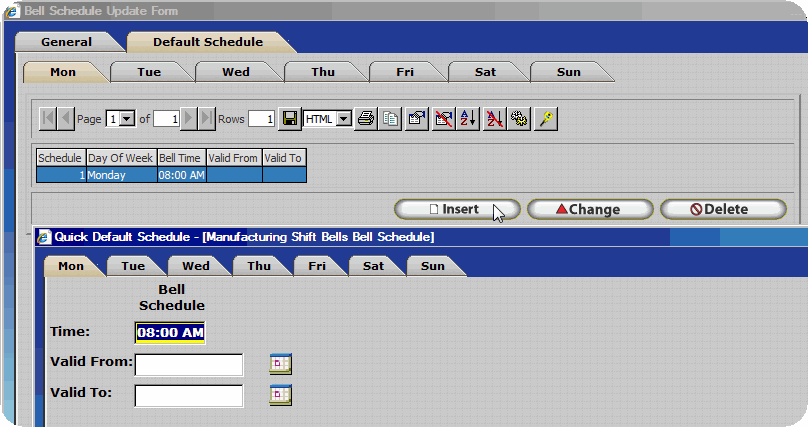 Bell Schedule Update Form
General Default Schedule
Mon Tue Wed Thu Fri Sat Sun
Page 1 of 1 Rows 1 HTML
Schedule Day Of Week Bell Time Valid From Valid To
1 Monday 08:00 AM
Insert Change Delete
Quick Default Schedule - [Manufacturing Shift Bells Bell Schedule]
Mon Tue Wed Thu Fri Sat Sun
Bell
Schedule
Time: 08:00 AM
Valid From:
Valid To: